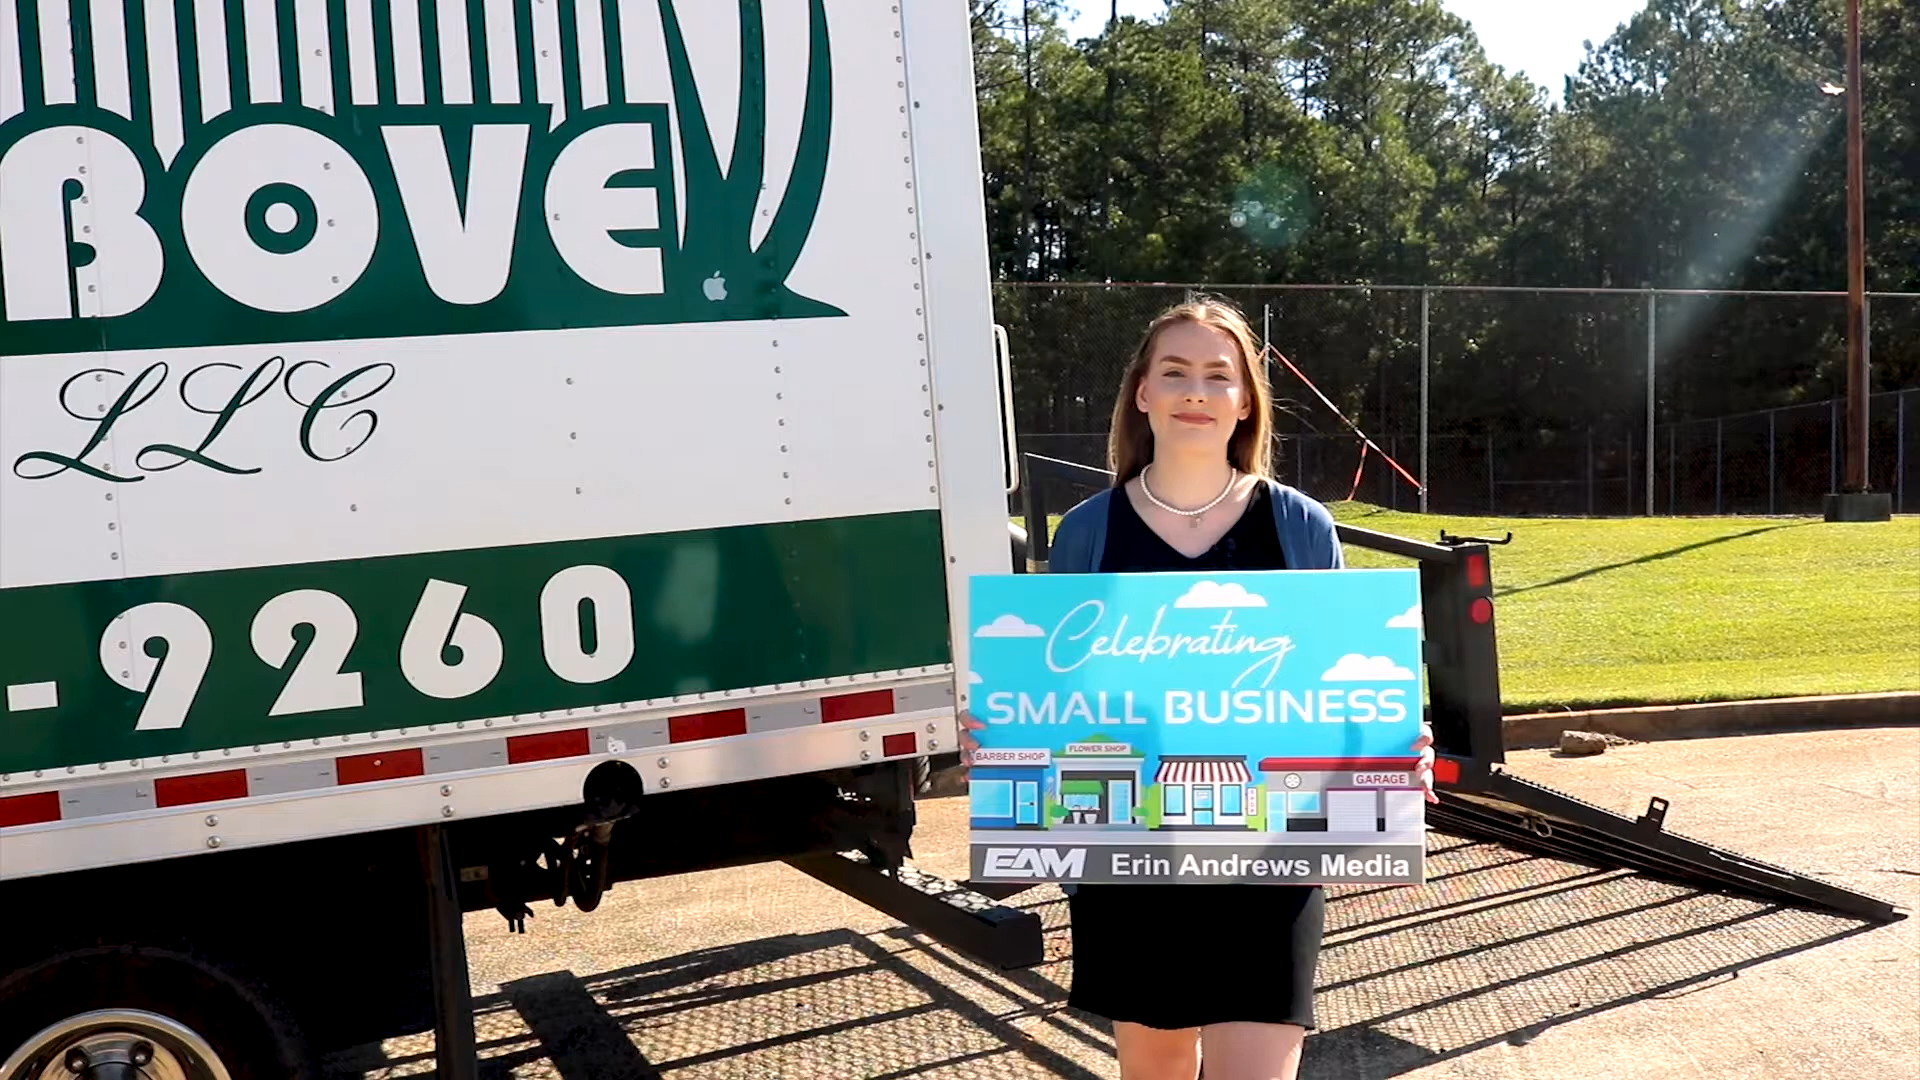 BOVE
LLC
-9260
Celebrating
SMALL BUSINESS
BARBER SHOP
FLOWER SHOP
GARAGE
EAM Erin Andrews Media